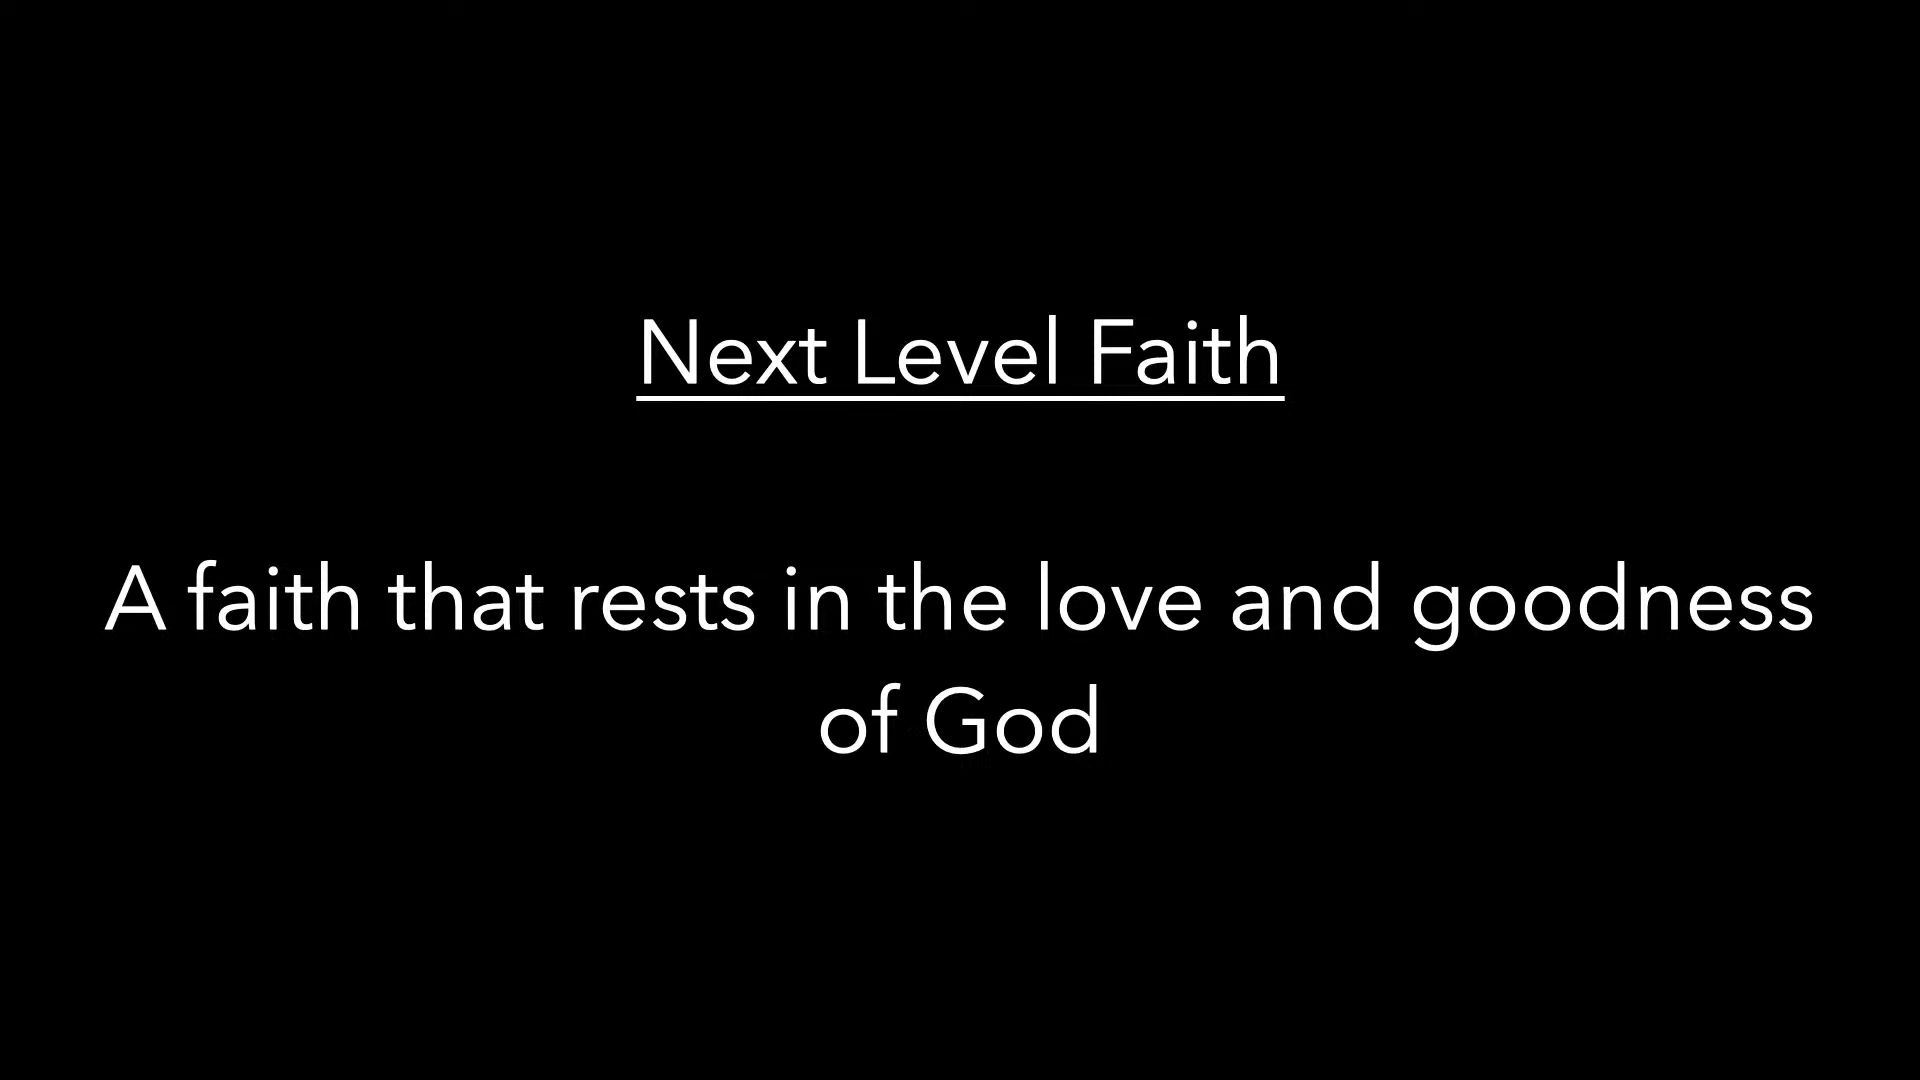 Next Level Faith
A faith that rests in the love and goodness
of God